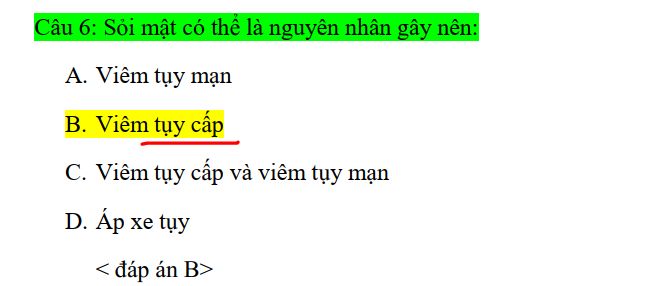 Câu 6: Sỏi mật có thể là nguyên nhân gây nên:
A. Viêm tụy mạn
B. Viêm tụy cấp
C. Viêm tụy cấp và viêm tụy mạn
D. Áp xe tụy
< đáp án B>